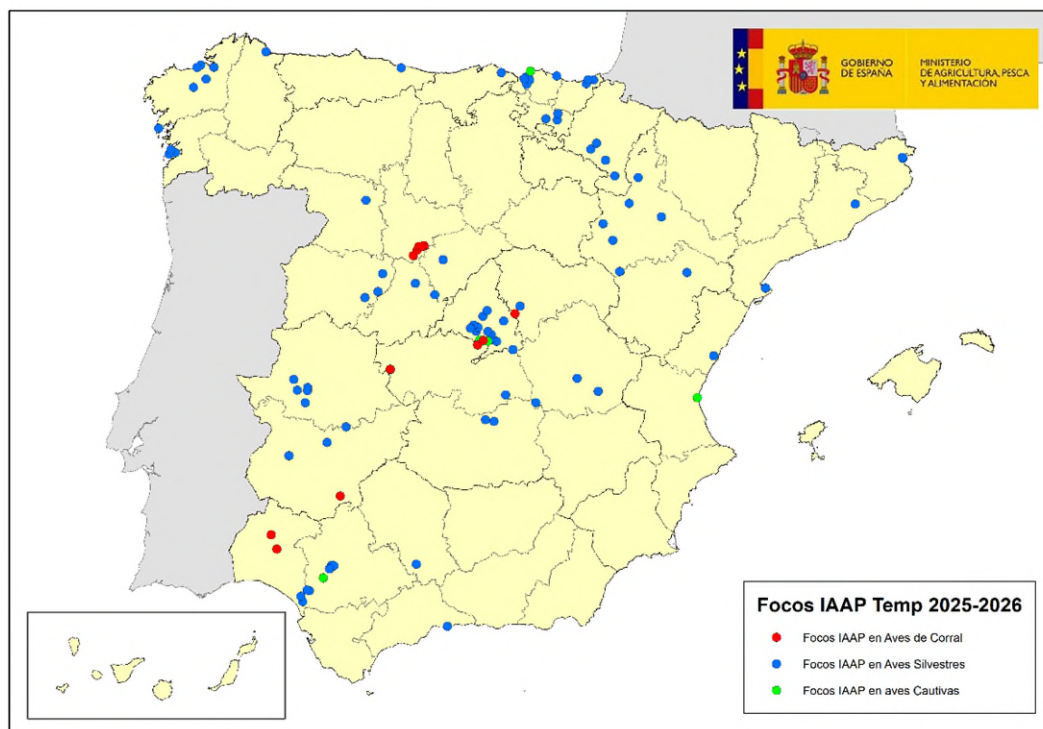 GOBIERNO
DE ESPAÑA
MINISTERIO
DE AGRICULTURA, PESCA
Y ALIMENTACIÓN
Focos IAAP Temp 2025-2026
Focos IAAP en Aves de Corral
Focos IAAP en Aves Silvestres
Focos IAAP en aves Cautivas